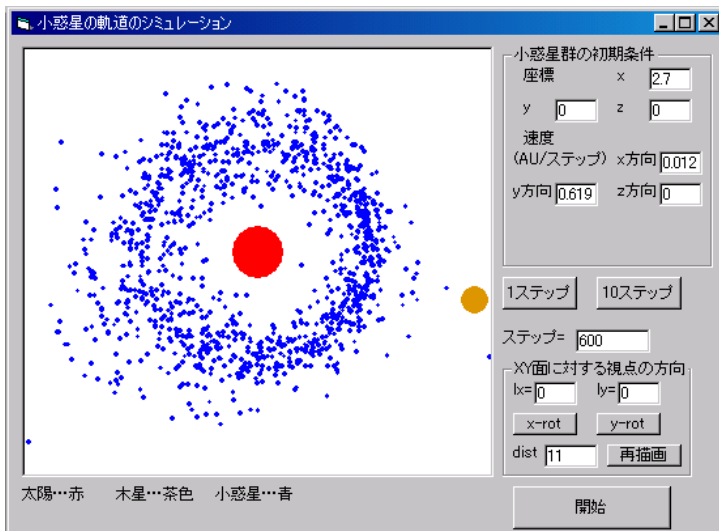 小惑星の軌道のシミュレーション
小惑星群の初期条件
座標 x 2.7
y 0 z 0
速度
(AU/ステップ) x方向 0.012
y方向 0.619 z方向 0
1ステップ 10ステップ
ステップ= 600
XY面に対する視点の方向
lx= 0 ly= 0
x-rot y-rot
dist 11 再描画
太陽…赤 木星…茶色 小惑星…青
開始